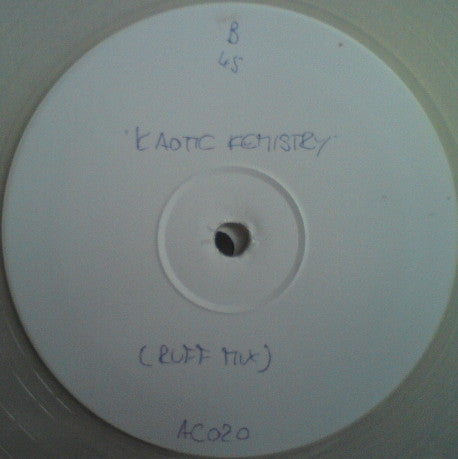 B
45
"KAOTIC KEMISTRY"
(RUFF MIX)
AC020